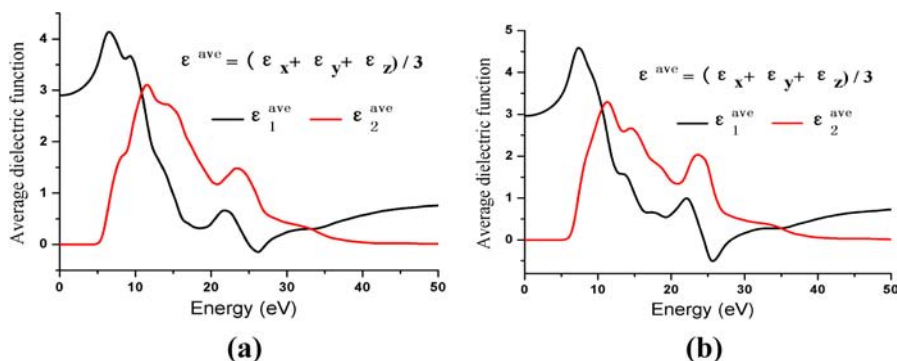 Average dielectric function
4
3
2
1
0
ε ave = ( ε x+ ε y+ ε z) / 3
ε 1 ave ε 2 ave
0 10 20 30 40 50
Energy (eV)
(a)
Average dielectric function
5
4
3
2
1
0
ε ave = ( ε x+ ε y+ ε z) / 3
ε 1 ave ε 2 ave
0 10 20 30 40 50
Energy (eV)
(b)